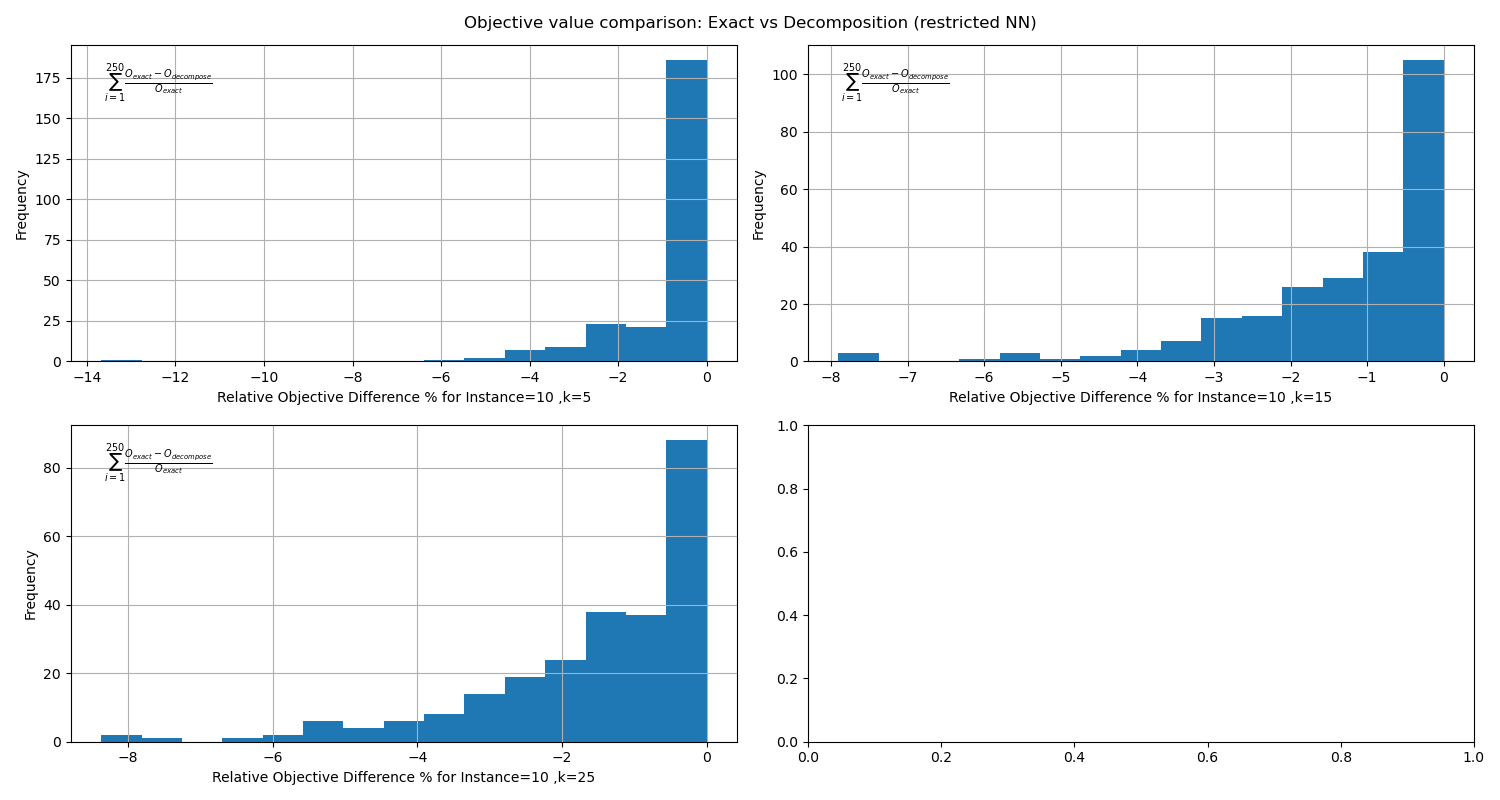 Objective value comparison: Exact vs Decomposition (restricted NN)
175
150
125
100
75
50
25
0
Frequency
250
∑
i=1
O_exact − O_decompose
O_exact
−14 −12 −10 −8 −6 −4 −2 0
Relative Objective Difference % for Instance=10 ,k=5
100
80
60
40
20
0
Frequency
250
∑
i=1
O_exact − O_decompose
O_exact
−8 −7 −6 −5 −4 −3 −2 −1 0
Relative Objective Difference % for Instance=10 ,k=15
80
60
40
20
0
Frequency
250
∑
i=1
O_exact − O_decompose
O_exact
−8 −6 −4 −2 0
Relative Objective Difference % for Instance=10 ,k=25
1.0
0.8
0.6
0.4
0.2
0.0
0.0 0.2 0.4 0.6 0.8 1.0